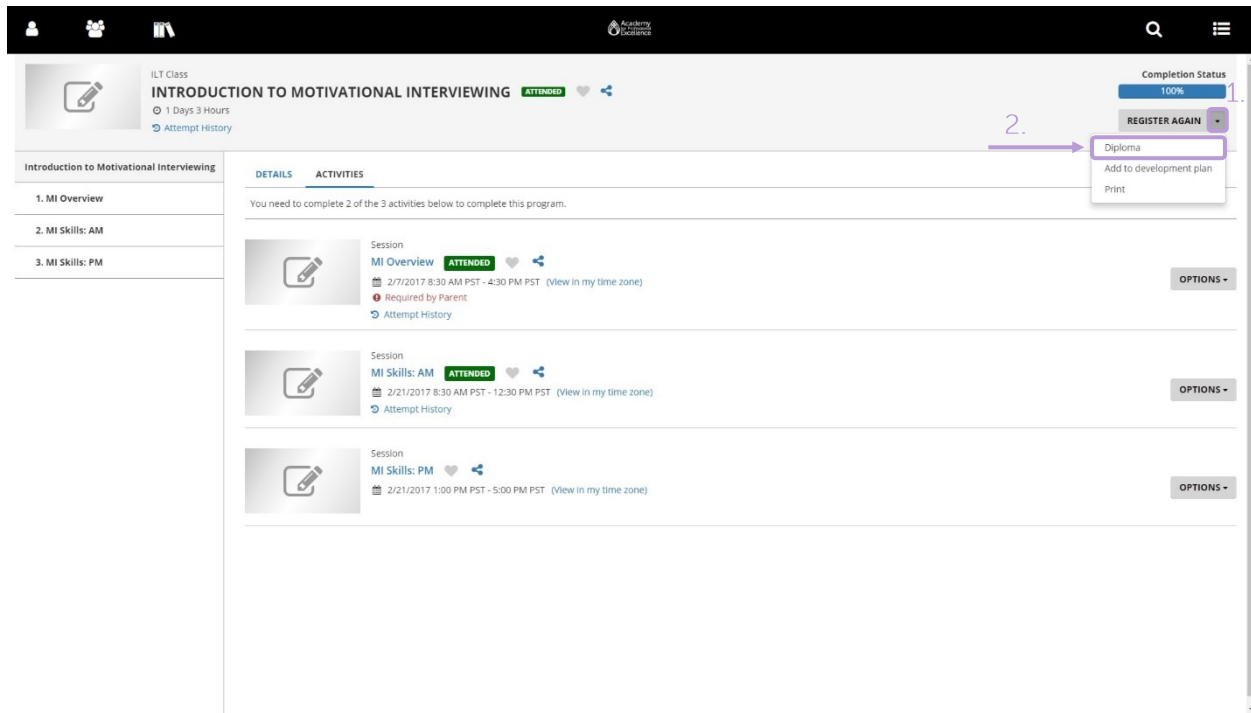 Academy
for Professional
Excellence
ILT Class
INTRODUCTION TO MOTIVATIONAL INTERVIEWING ATTENDED
1 Days 3 Hours
Attempt History
Completion Status
100%
1.
REGISTER AGAIN
2.
Diploma
Add to development plan
Print
Introduction to Motivational Interviewing
1. MI Overview
2. MI Skills: AM
3. MI Skills: PM
DETAILS ACTIVITIES
You need to complete 2 of the 3 activities below to complete this program.
Session
MI Overview ATTENDED
2/7/2017 8:30 AM PST - 4:30 PM PST (View in my time zone)
Required by Parent
Attempt History
OPTIONS
Session
MI Skills: AM ATTENDED
2/21/2017 8:30 AM PST - 12:30 PM PST (View in my time zone)
Attempt History
OPTIONS
Session
MI Skills: PM
2/21/2017 1:00 PM PST - 5:00 PM PST (View in my time zone)
OPTIONS